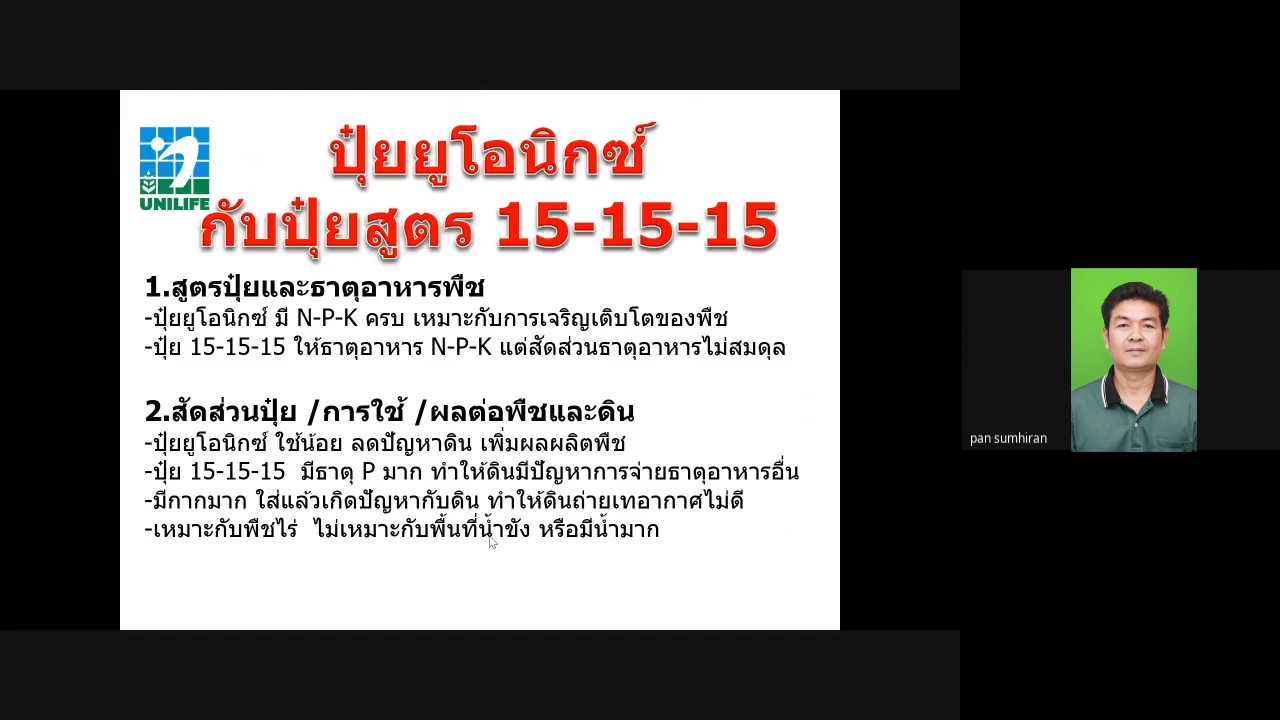 ปุ๋ยยูโอนิกซ์
UNILIFE
กับปุ๋ยสูตร 15-15-15
1.สูตรปุ๋ยและธาตุอาหารพืช
-ปุ๋ยยูโอนิกซ์ มี N-P-K ครบ เหมาะกับการเจริญเติบโตของพืช
-ปุ๋ย 15-15-15 ให้ธาตุอาหาร N-P-K แต่สัดส่วนธาตุอาหารไม่สมดุล
2.สัดส่วนปุ๋ย /การใช้ /ผลต่อพืชและดิน
-ปุ๋ยยูโอนิกซ์ ใช้น้อย ลดปัญหาดิน เพิ่มผลผลิตพืช
-ปุ๋ย 15-15-15  มีธาตุ P มาก ทำให้ดินมีปัญหาการจ่ายธาตุอาหารอื่น
-มีกากมาก ใส่แล้วเกิดปัญหากับดิน ทำให้ดินถ่ายเทอากาศไม่ดี
-เหมาะกับพืชไร่  ไม่เหมาะกับพื้นที่น้ำขัง หรือมีน้ำมาก
pan sumhiran